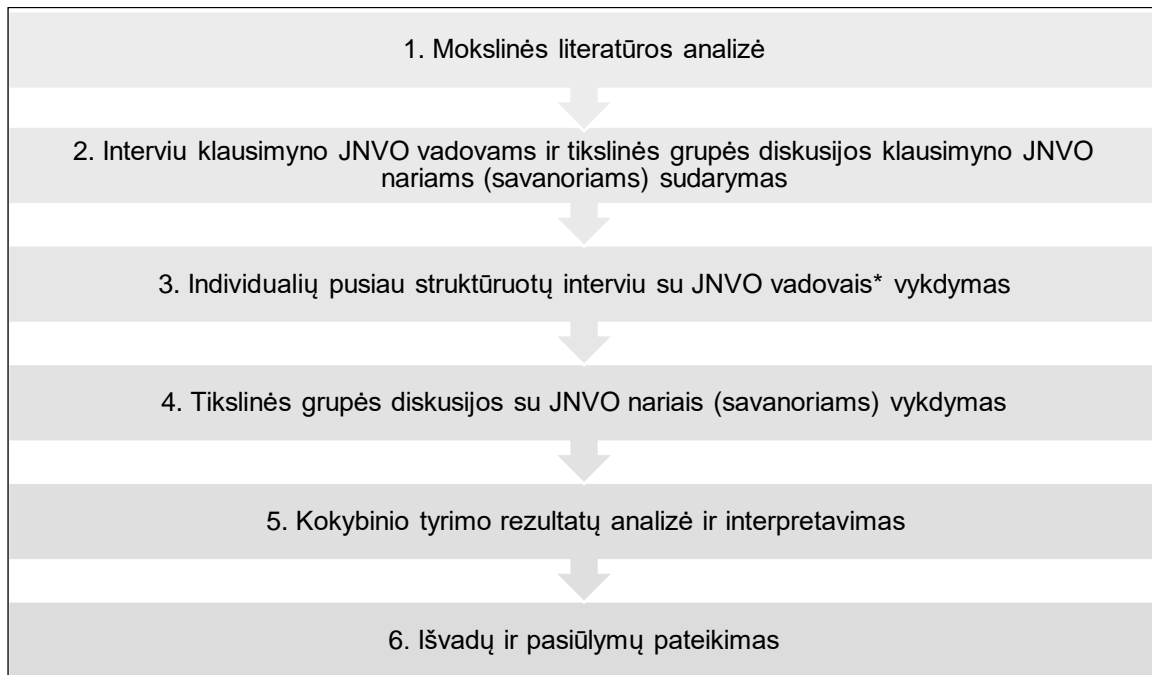 1. Mokslinės literatūros analizė
2. Interviu klausimyno JNVO vadovams ir tikslinės grupės diskusijos klausimyno JNVO
nariams (savanoriams) sudarymas
3. Individualių pusiau struktūruotų interviu su JNVO vadovais* vykdymas
4. Tikslinės grupės diskusijos su JNVO nariais (savanoriams) vykdymas
5. Kokybinio tyrimo rezultatų analizė ir interpretavimas
6. Išvadų ir pasiūlymų pateikimas